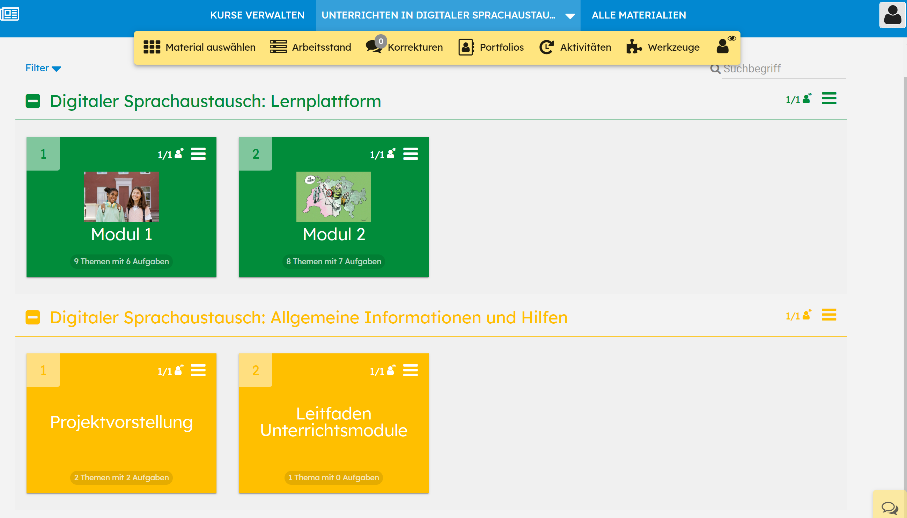 KURSE VERWALTEN
UNTERRICHTEN IN DIGITALER SPRACHAUSTAU...
ALLE MATERIALIEN
Material auswählen
Arbeitsstand
0
Korrekturen
Portfolios
Aktivitäten
Werkzeuge
Filter
Suchbegriff
Digitaler Sprachaustausch: Lernplattform
1/1
1
1/1
Modul 1
9 Themen mit 6 Aufgaben
2
1/1
Modul 2
8 Themen mit 7 Aufgaben
Digitaler Sprachaustausch: Allgemeine Informationen und Hilfen
1/1
1
1/1
Projektvorstellung
2 Themen mit 2 Aufgaben
2
1/1
Leitfaden
Unterrichtsmodule
1 Thema mit 0 Aufgaben